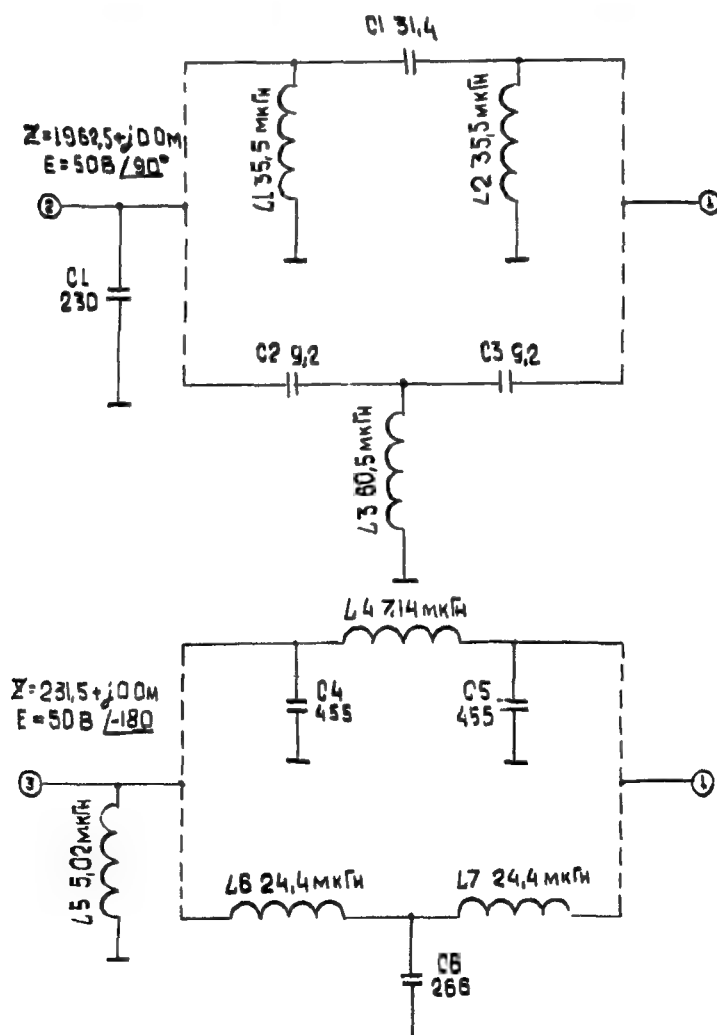 C1 31,4
Z=1962,5+j0 Ом
E=50В /90°
L1 35,5 мкГн
L2 35,5 мкГн
2
1
CL
230
C2 9,2
C3 9,2
L3 60,5 мкГн
L4 7,14 мкГн
Z=231,5+j0 Ом
E=50В /-180
C4
455
C5
455
3
1
L5 5,02 мкГн
L6 24,4 мкГн
L7 24,4 мкГн
C6
266